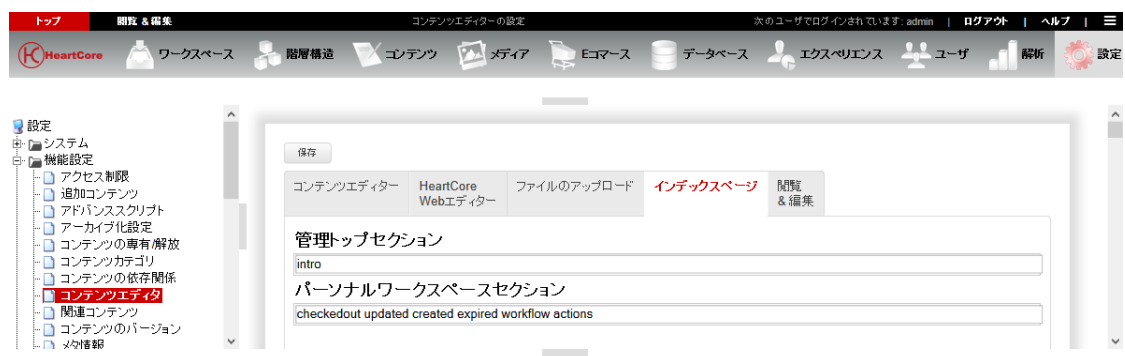 トップ 閲覧 & 編集 コンテンツエディターの設定 次のユーザでログインされています: admin | ログアウト | ヘルプ |
HeartCore ワークスペース 階層構造 コンテンツ メディア Eコマース データベース エクスペリエンス ユーザ 解析 設定
設定
システム
機能設定
アクセス制限
追加コンテンツ
アドバンススクリプト
アーカイブ化設定
コンテンツの専有/解放
コンテンツカテゴリ
コンテンツの依存関係
コンテンツエディタ
関連コンテンツ
コンテンツのバージョン
メタ情報
保存
コンテンツエディター
HeartCore
Webエディター
ファイルのアップロード
インデックスページ
閲覧
& 編集
管理トップセクション
intro
パーソナルワークスペースセクション
checkedout updated created expired workflow actions